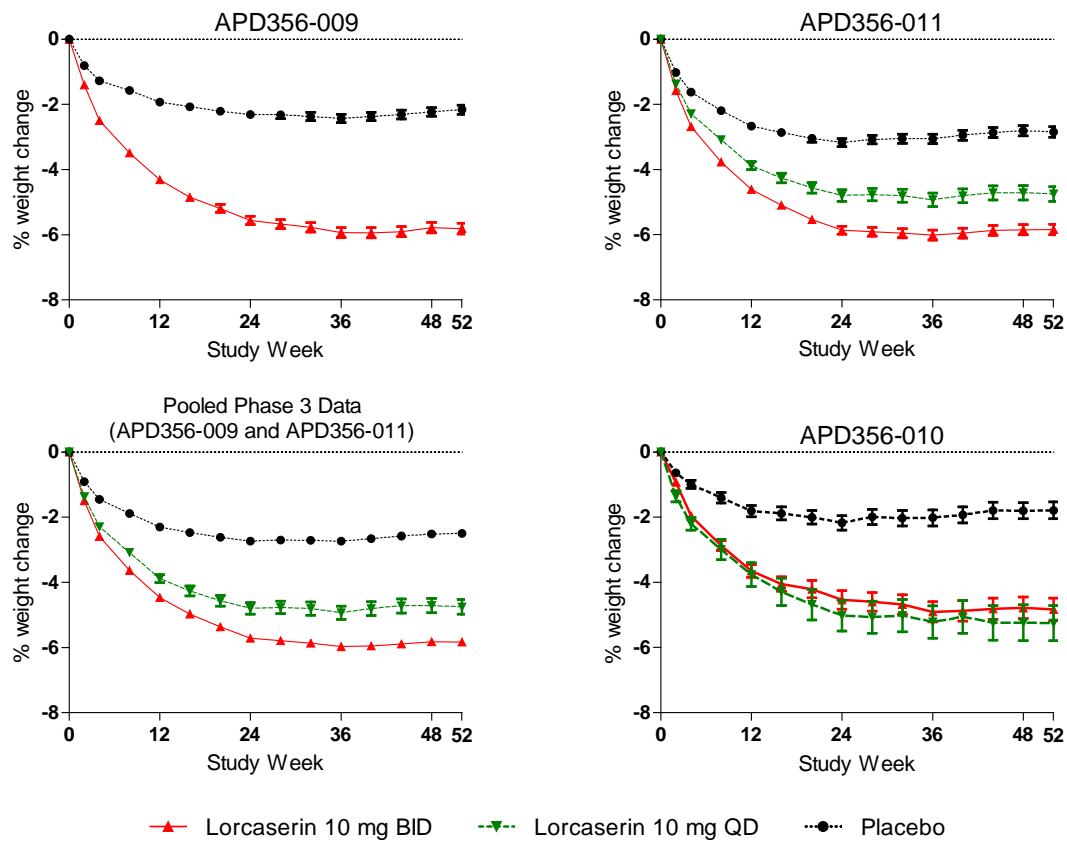 APD356-009
% weight change
0
-2
-4
-6
-8
0 12 24 36 48 52
Study Week
APD356-011
% weight change
0
-2
-4
-6
-8
0 12 24 36 48 52
Study Week
Pooled Phase 3 Data
(APD356-009 and APD356-011)
% weight change
0
-2
-4
-6
-8
0 12 24 36 48 52
Study Week
APD356-010
% weight change
0
-2
-4
-6
-8
0 12 24 36 48 52
Study Week
Lorcaserin 10 mg BID Lorcaserin 10 mg QD Placebo